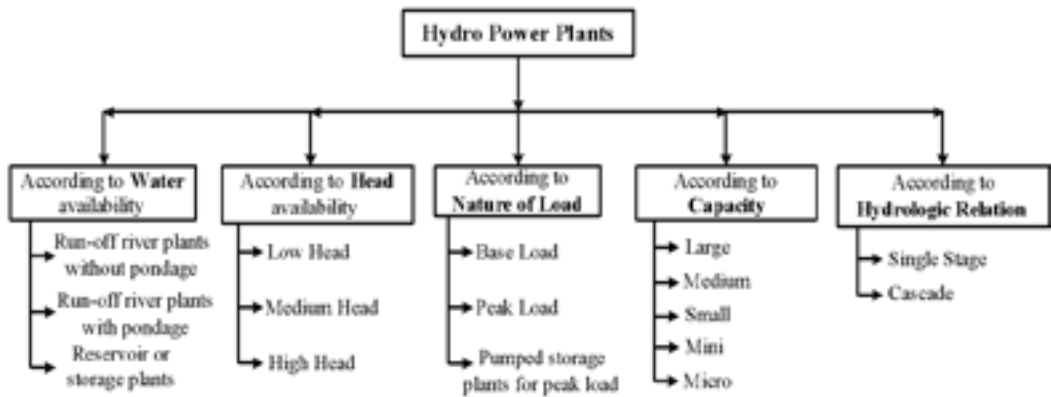 Hydro Power Plants
According to Water
availability
Run-off river plants
without pondage
Run-off river plants
with pondage
Reservoir or
storage plants
According to Head
availability
Low Head
Medium Head
High Head
According to
Nature of Load
Base Load
Peak Load
Pumped storage
plants for peak load
According to
Capacity
Large
Medium
Small
Mini
Micro
According to
Hydrologic Relation
Single Stage
Cascade